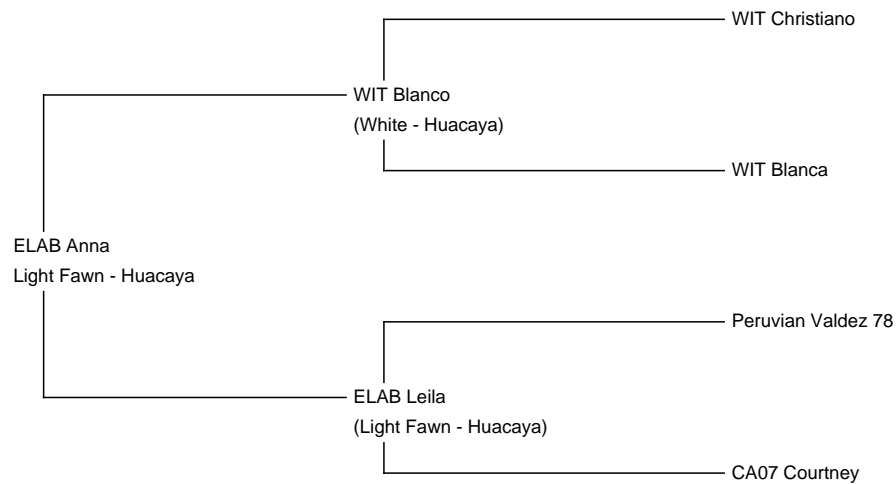 WIT Christiano
WIT Blanco
(White - Huacaya)
WIT Blanca
ELAB Anna
Light Fawn - Huacaya
Peruvian Valdez 78
ELAB Leila
(Light Fawn - Huacaya)
CA07 Courtney